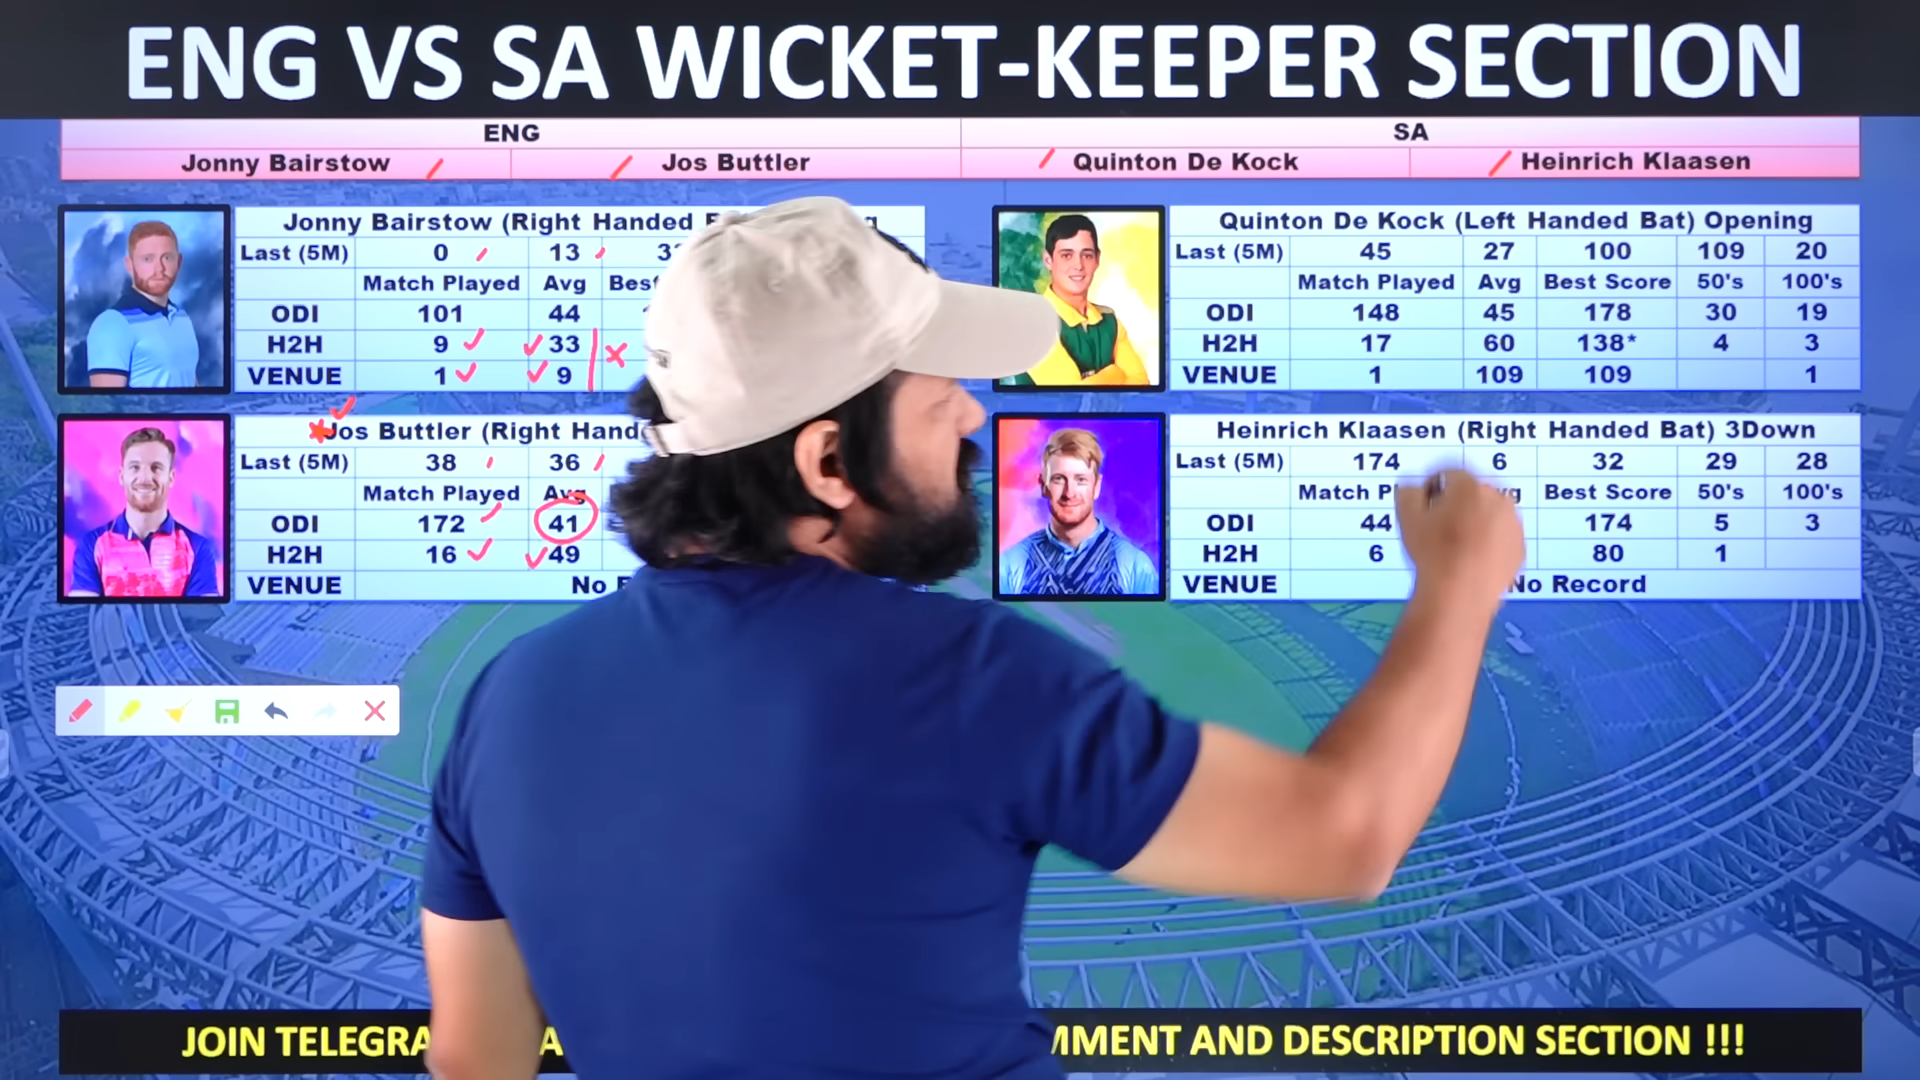 ENG VS SA WICKET-KEEPER SECTION
ENG SA
Jonny Bairstow Jos Buttler Quinton De Kock Heinrich Klaasen
Jonny Bairstow (Right Handed
Last (5M) 0 13
Match Played Avg
ODI 101 44
H2H 9 33
VENUE 1 9
Quinton De Kock (Left Handed Bat) Opening
Last (5M) 45 27 100 109 20
Match Played Avg Best Score 50's 100's
ODI 148 45 178 30 19
H2H 17 60 138* 4 3
VENUE 1 109 109 1
Jos Buttler (Right
Last (5M) 38 36
Match Played Avg
ODI 172 41
H2H 16 49
VENUE No
Heinrich Klaasen (Right Handed Bat) 3Down
Last (5M) 174 6 32 29 28
Match Best Score 50's 100's
ODI 44 174 5 3
H2H 6 80 1
VENUE No Record
JOIN AND DESCRIPTION SECTION !!!